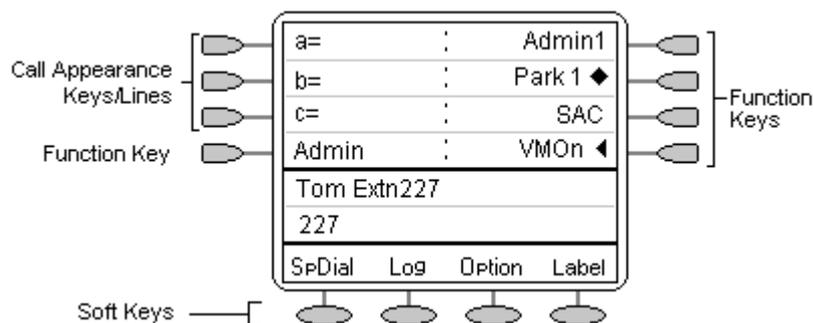 a= : Admin1
Call Appearance Keys/Lines
b= : Park 1 ◆
c= : SAC
Function Keys
Function Key
Admin : VMOn ◀
Tom Extn227
227
SpDial Log Option Label
Soft Keys